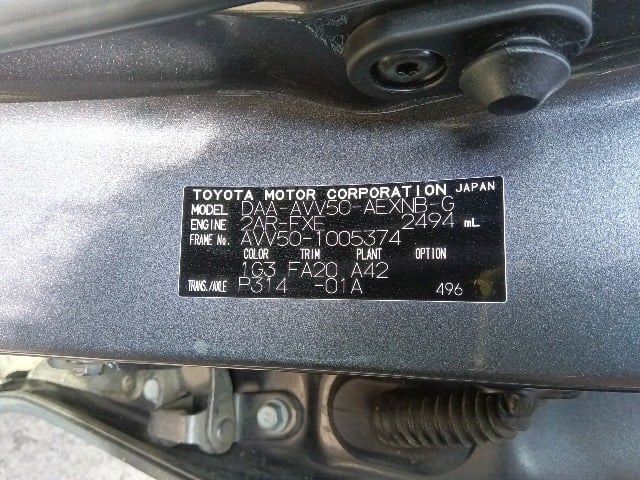 TOYOTA MOTOR CORPORATION JAPAN
MODEL DAA-AVV50-AEXNB-G
ENGINE 2AR-FXE 2494 mL
FRAME No. AVV50-1005374
COLOR TRIM PLANT OPTION
1G3 FA20 A42
TRANS./AXLE P314 -01A 496